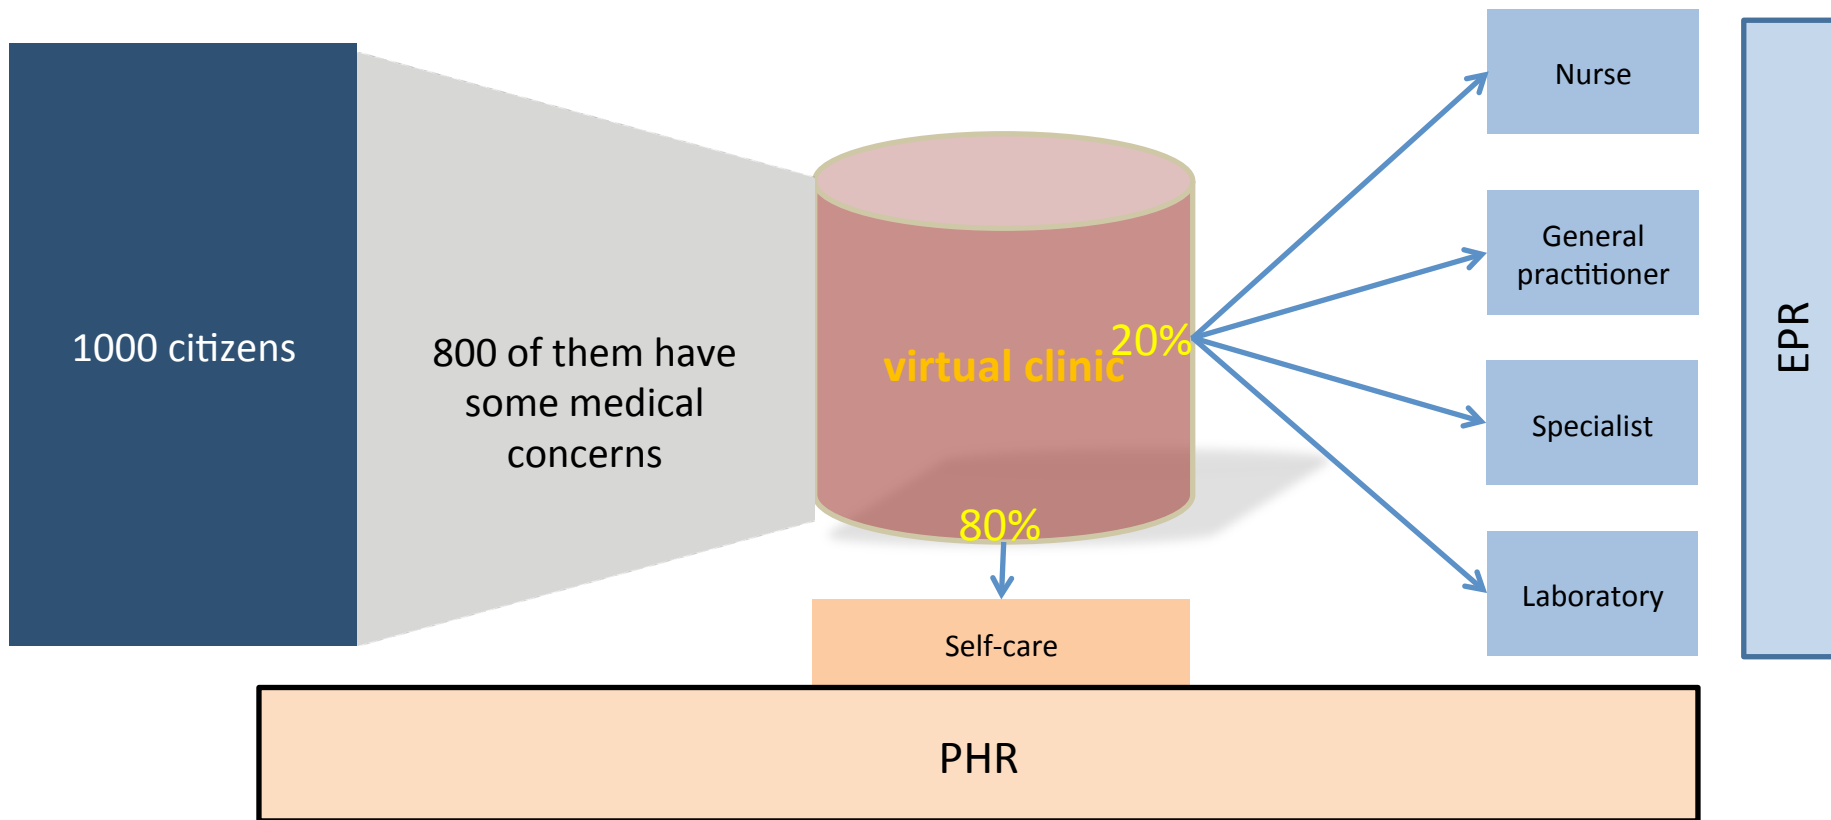 1000 citizens
800 of them have
some medical
concerns
virtual clinic
20%
80%
Self-care
Nurse
General
practitioner
Specialist
Laboratory
EPR
PHR